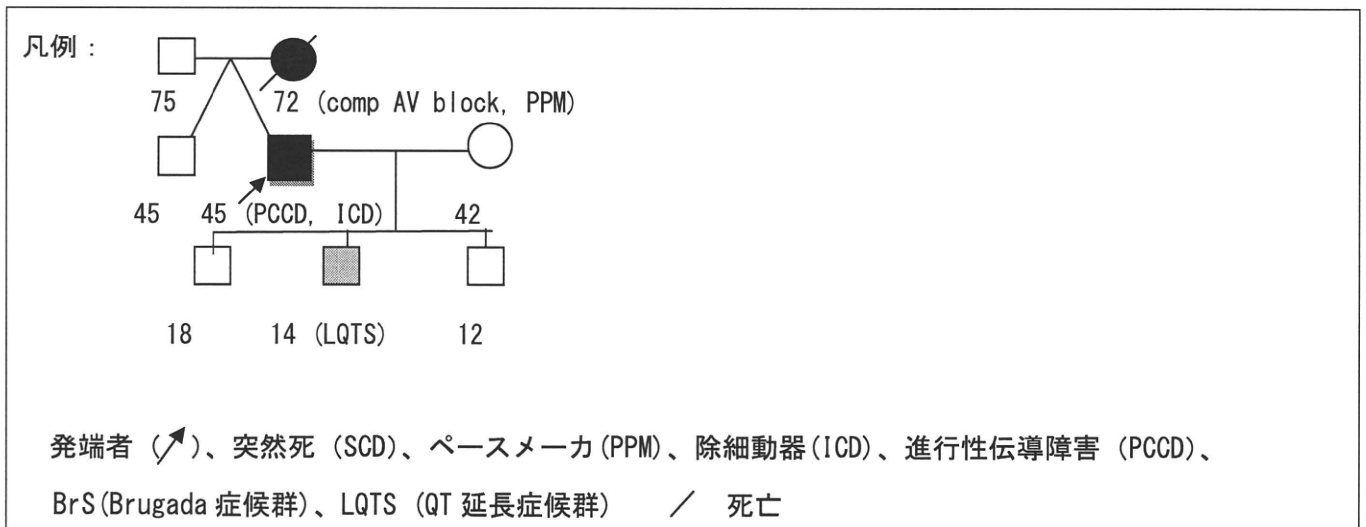 凡例：
75 72 (comp AV block, PPM)
45 45 (PCCD, ICD) 42
18 14 (LQTS) 12
発端者 (↗)、突然死 (SCD)、ペースメーカ(PPM)、除細動器(ICD)、進行性伝導障害 (PCCD)、
BrS(Brugada 症候群)、LQTS (QT 延長症候群) ／ 死亡